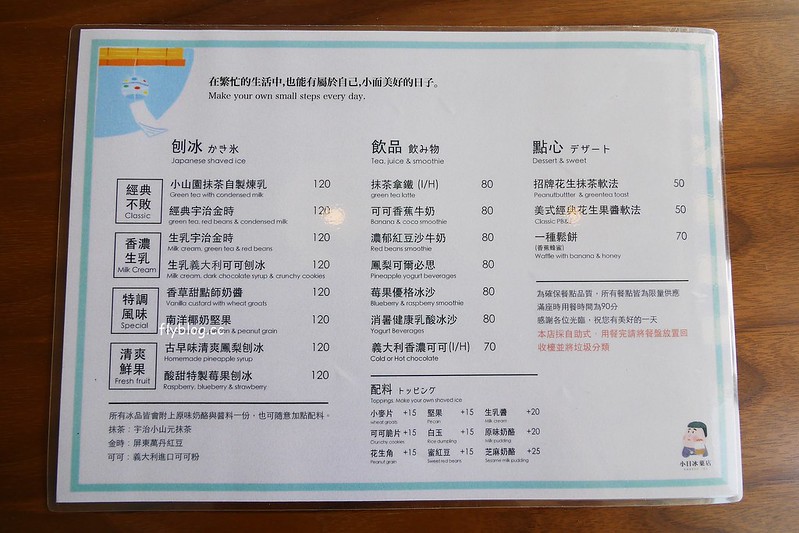 在繁忙的生活中,也能有屬於自己,小而美好的日子。
Make your own small steps every day.
刨冰 かき氷
Japanese shaved ice
經典不敗
Classic
小山園抹茶自製煉乳 120
Green tea with condensed milk
經典宇治金時 120
green tea, red beans & condensed milk
香濃生乳
Milk Cream
生乳宇治金時 120
Milk cream, green tea & red beans
生乳義大利可可刨冰 120
Milk cream, dark chocolate syrup & crunchy cookies
特調風味
Special
香草甜點師奶醬 120
Vanilla custard with wheat groats
南洋椰奶堅果 120
pecan & peanut grain
清爽鮮果
Fresh fruit
古早味清爽鳳梨刨冰 120
Homemade pineapple syrup
酸甜特製莓果刨冰 120
Raspberry, blueberry & strawberry
所有冰品皆會附上原味奶酪與醬料一份，也可隨意加點配料。
抹茶：宇治小山元抹茶
金時：屏東萬丹紅豆
可可：義大利進口可可粉
飲品 飲み物
Tea, juice & smoothie
抹茶拿鐵 (I/H) 80
green tea latte
可可香蕉牛奶 80
Banana & coco smoothie
濃郁紅豆沙牛奶 80
Red beans smoothie
鳳梨可爾必思 80
Pineapple yogurt beverages
莓果優格冰沙 80
Blueberry & raspberry smoothie
消暑健康乳酸冰沙 80
Yogurt Beverages
義大利香濃可可(I/H) 70
Cold or Hot chocolate
配料 トッピング
Toppings. Make your own shaved ice
小麥片 +15 堅果 +15 生乳醬 +20
wheat groats Pecan Milk cream
可可脆片 +15 白玉 +15 原味奶酪 +20
Crunchy cookies Rice dumpling Milk pudding
花生角 +15 蜜紅豆 +15 芝麻奶酪 +25
Peanut grain Sweet red beans Sesame milk pudding
點心 デザート
Dessert & sweet
招牌花生抹茶軟法 50
Peanutbuttter & greentea toast
美式經典花生果醬軟法 50
Classic PB&J
一種鬆餅 70
(香蕉蜂蜜)
Waffle with banana & honey
為確保餐點品質，所有餐點皆為限量供應
滿座時用餐時間為90分
感謝各位光臨，祝您有美好的一天
本店採自助式，用餐完請將餐盤放置回
收檯並將垃圾分類
小日冰菓店
flyblog.cc